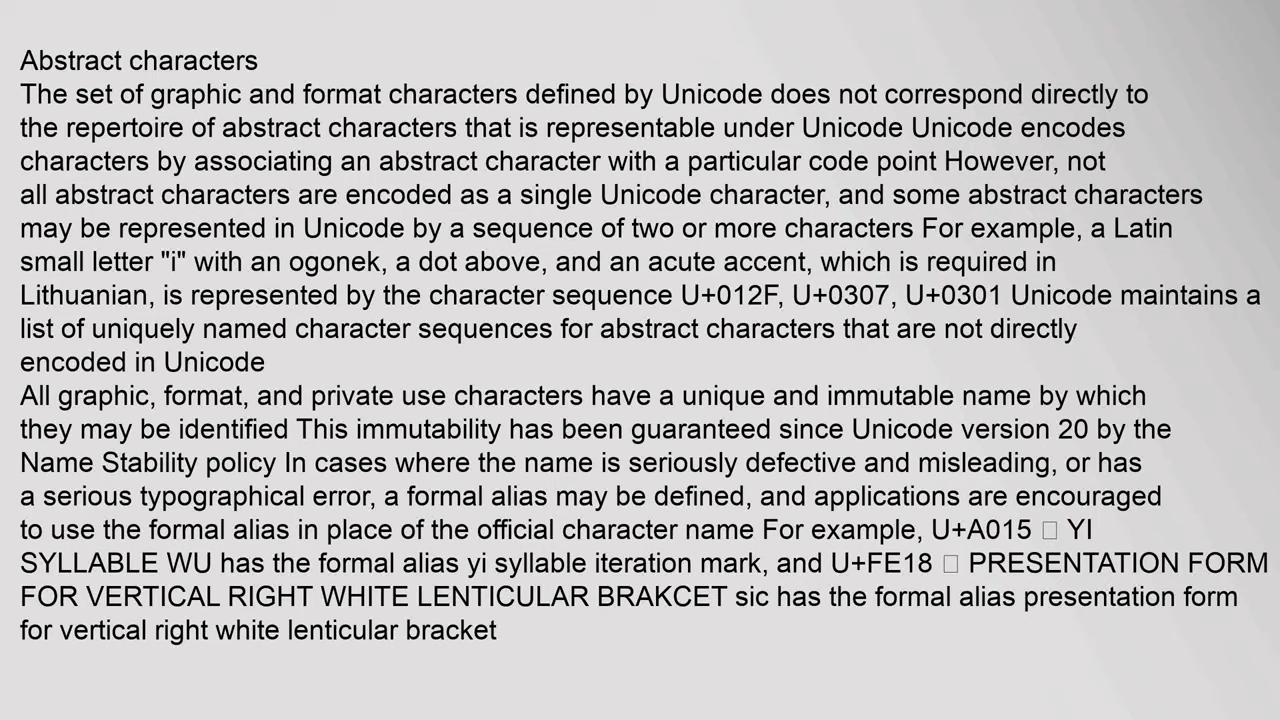 Abstract characters
The set of graphic and format characters defined by Unicode does not correspond directly to
the repertoire of abstract characters that is representable under Unicode Unicode encodes
characters by associating an abstract character with a particular code point However, not
all abstract characters are encoded as a single Unicode character, and some abstract characters
may be represented in Unicode by a sequence of two or more characters For example, a Latin
small letter "i" with an ogonek, a dot above, and an acute accent, which is required in
Lithuanian, is represented by the character sequence U+012F, U+0307, U+0301 Unicode maintains a
list of uniquely named character sequences for abstract characters that are not directly
encoded in Unicode
All graphic, format, and private use characters have a unique and immutable name by which
they may be identified This immutability has been guaranteed since Unicode version 20 by the
Name Stability policy In cases where the name is seriously defective and misleading, or has
a serious typographical error, a formal alias may be defined, and applications are encouraged
to use the formal alias in place of the official character name For example, U+A015 □ YI
SYLLABLE WU has the formal alias yi syllable iteration mark, and U+FE18 □ PRESENTATION FORM
FOR VERTICAL RIGHT WHITE LENTICULAR BRAKCET sic has the formal alias presentation form
for vertical right white lenticular bracket